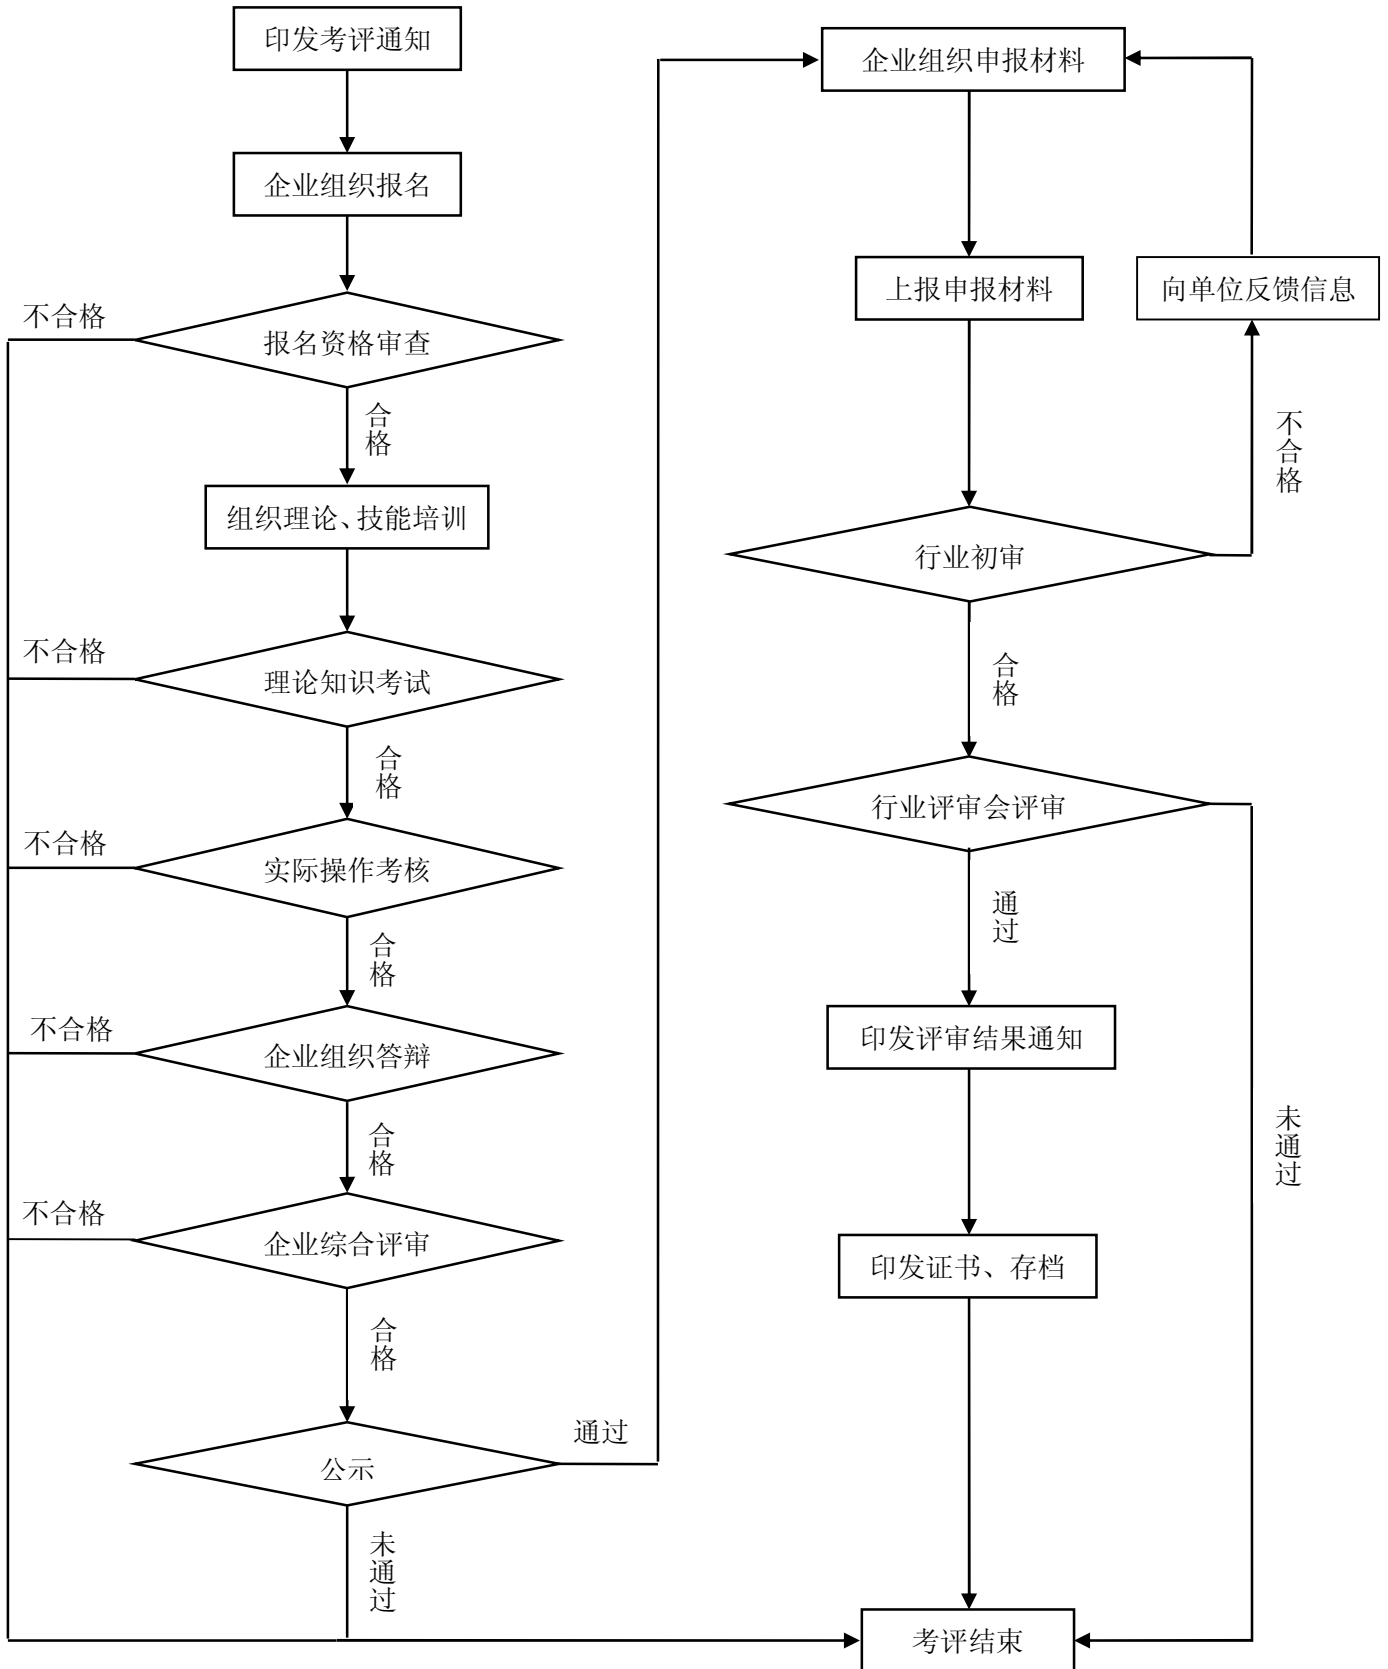 印发考评通知
企业组织报名
不合格
报名资格审查
合格
组织理论、技能培训
不合格
理论知识考试
合格
不合格
实际操作考核
合格
不合格
企业组织答辩
合格
不合格
企业综合评审
合格
公示
通过
未通过
企业组织申报材料
上报申报材料
向单位反馈信息
不合格
行业初审
合格
行业评审会评审
通过
印发评审结果通知
未通过
印发证书、存档
考评结束